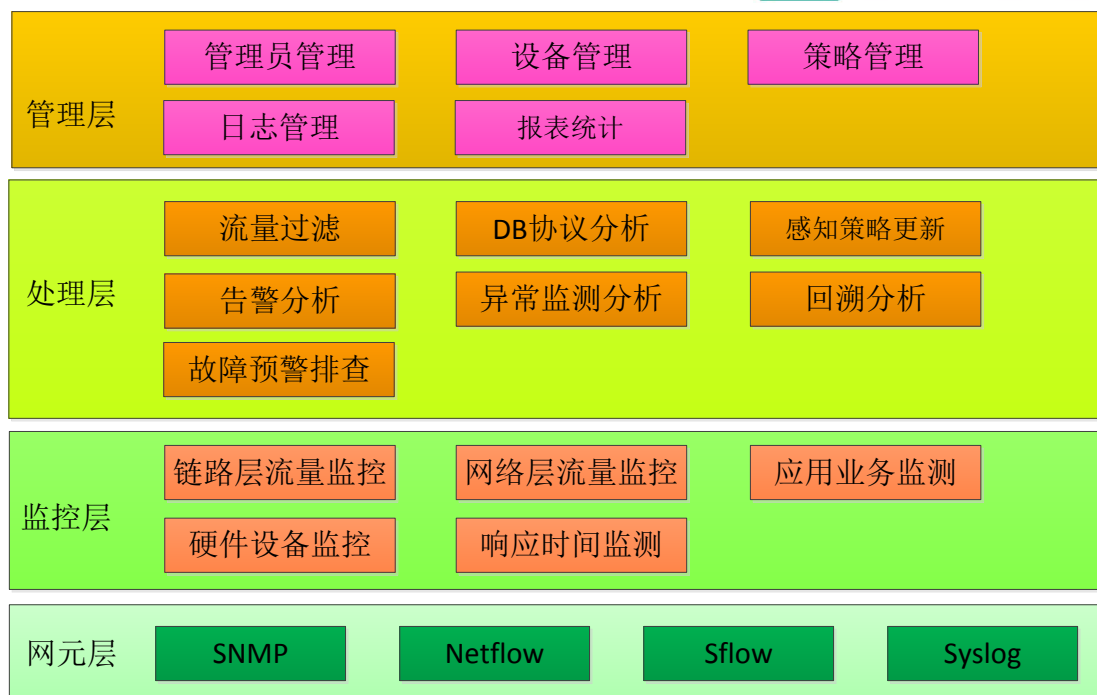 管理员管理
设备管理
策略管理
管理层
日志管理
报表统计
流量过滤
DB协议分析
感知策略更新
处理层
告警分析
异常监测分析
回溯分析
故障预警排查
链路层流量监控
网络层流量监控
应用业务监测
监控层
硬件设备监控
响应时间监测
网元层
SNMP
Netflow
Sflow
Syslog